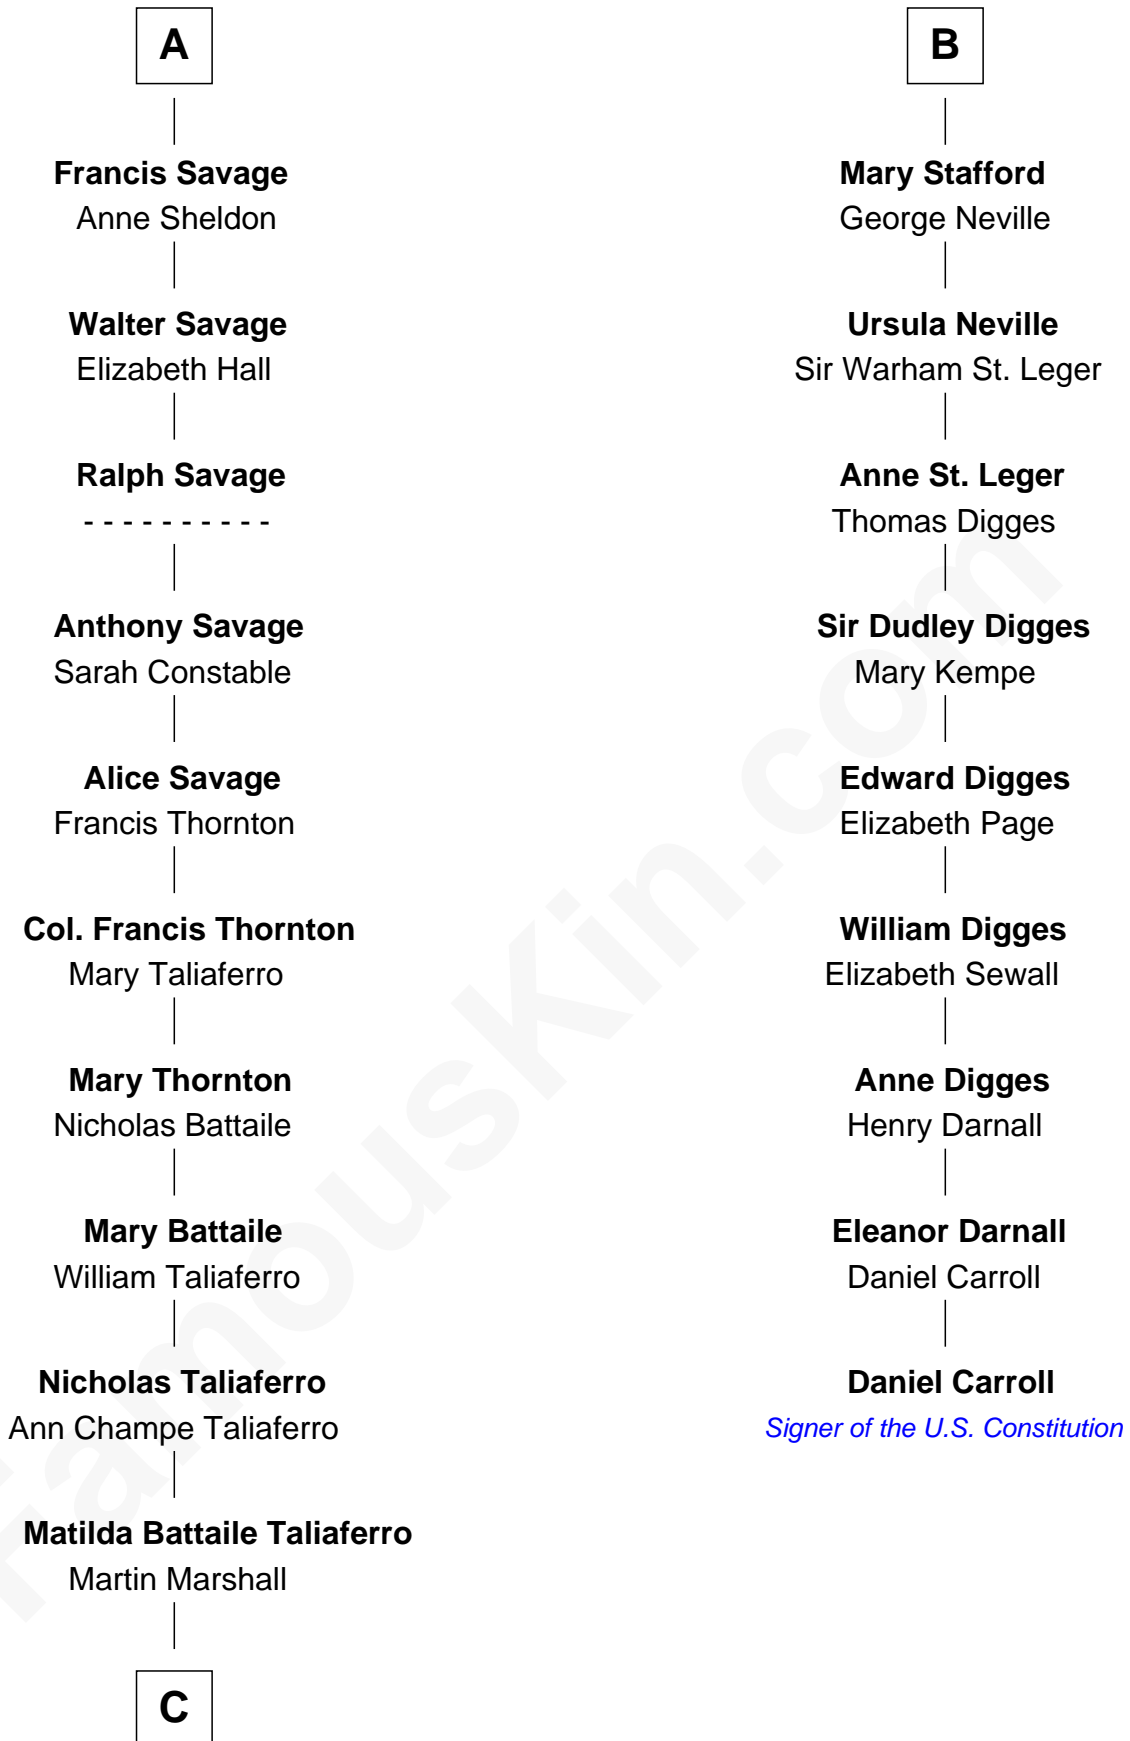 A
Francis Savage
Anne Sheldon
Walter Savage
Elizabeth Hall
Ralph Savage
- - - - - - - - - -
Anthony Savage
Sarah Constable
Alice Savage
Francis Thornton
Col. Francis Thornton
Mary Taliaferro
Mary Thornton
Nicholas Battaile
Mary Battaile
William Taliaferro
Nicholas Taliaferro
Ann Champe Taliaferro
Matilda Battaile Taliaferro
Martin Marshall
C
B
Mary Stafford
George Neville
Ursula Neville
Sir Warham St. Leger
Anne St. Leger
Thomas Digges
Sir Dudley Digges
Mary Kempe
Edward Digges
Elizabeth Page
William Digges
Elizabeth Sewall
Anne Digges
Henry Darnall
Eleanor Darnall
Daniel Carroll
Daniel Carroll
Signer of the U.S. Constitution
FamousKin.com